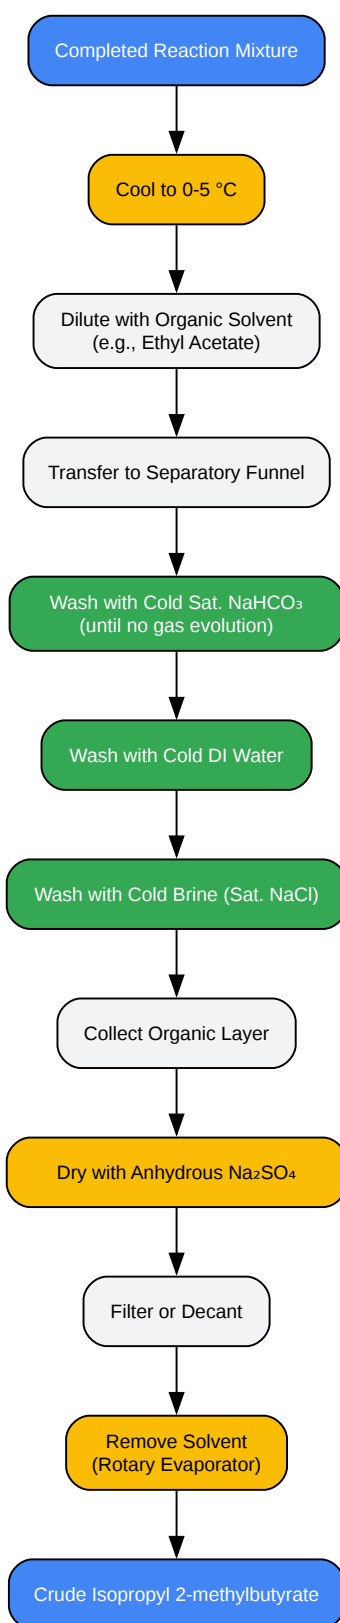 Completed Reaction Mixture
Cool to 0-5 °C
Dilute with Organic Solvent
(e.g., Ethyl Acetate)
Transfer to Separatory Funnel
Wash with Cold Sat. NaHCO₃
(until no gas evolution)
Wash with Cold DI Water
Wash with Cold Brine (Sat. NaCl)
Collect Organic Layer
Dry with Anhydrous Na₂SO₄
Filter or Decant
Remove Solvent
(Rotary Evaporator)
Crude Isopropyl 2-methylbutyrate